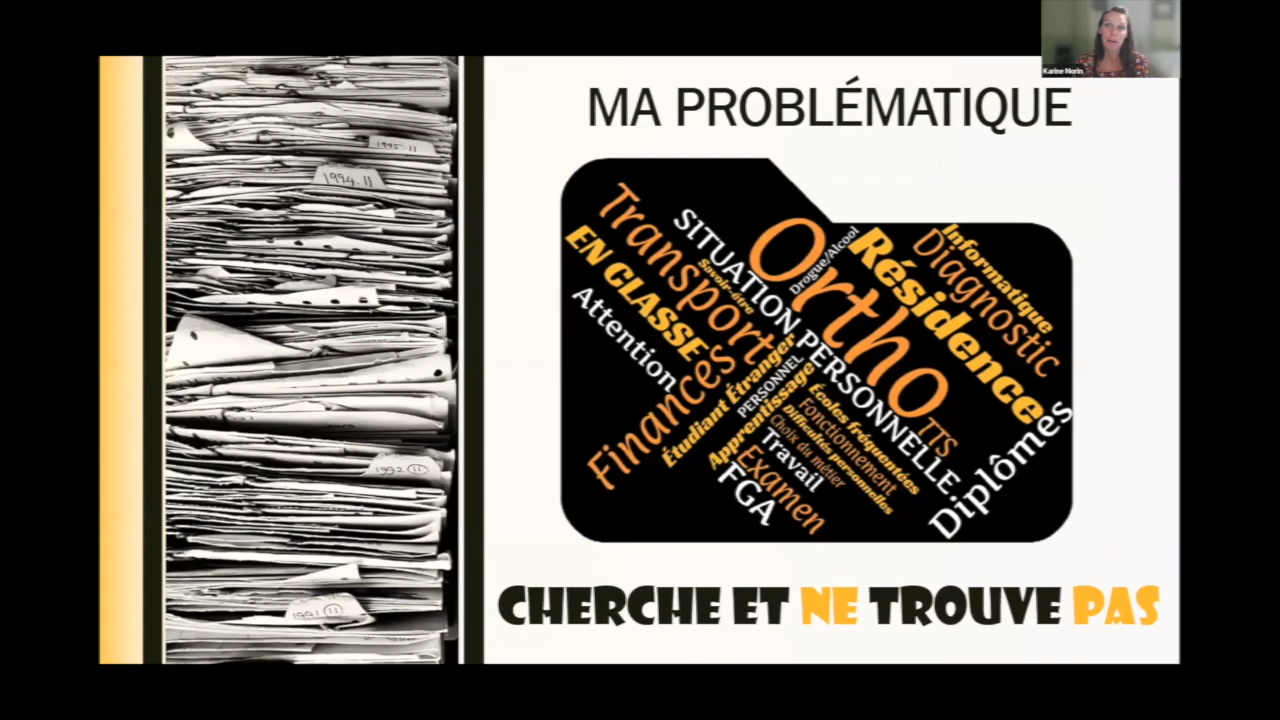 Karine Morin
MA PROBLÉMATIQUE
1995.11
1994.11
1992 (11)
1991 (11)
Transport
SITUATION PERSONNELLE.
Ortho
Drogue/Alcool
Résidences
Informatique
Diagnostic
EN CLASSE
Savoir-être
Attention
Finances
Étudiant Étranger
PERSONNEL
Apprentissage
Écoles fréquentées
Fonctionnement
Difficultés personnelles
Choix du métier
Travail
Examen
FGA
TTS
Diplômes
CHERCHE ET NE TROUVE PAS